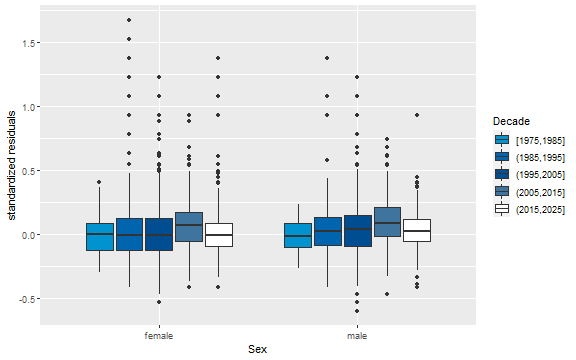 1.5
1.0
0.5
0.0
-0.5
standardized residuals
female
male
Sex
Decade
[1975,1985]
(1985,1995]
(1995,2005]
(2005,2015]
(2015,2025]